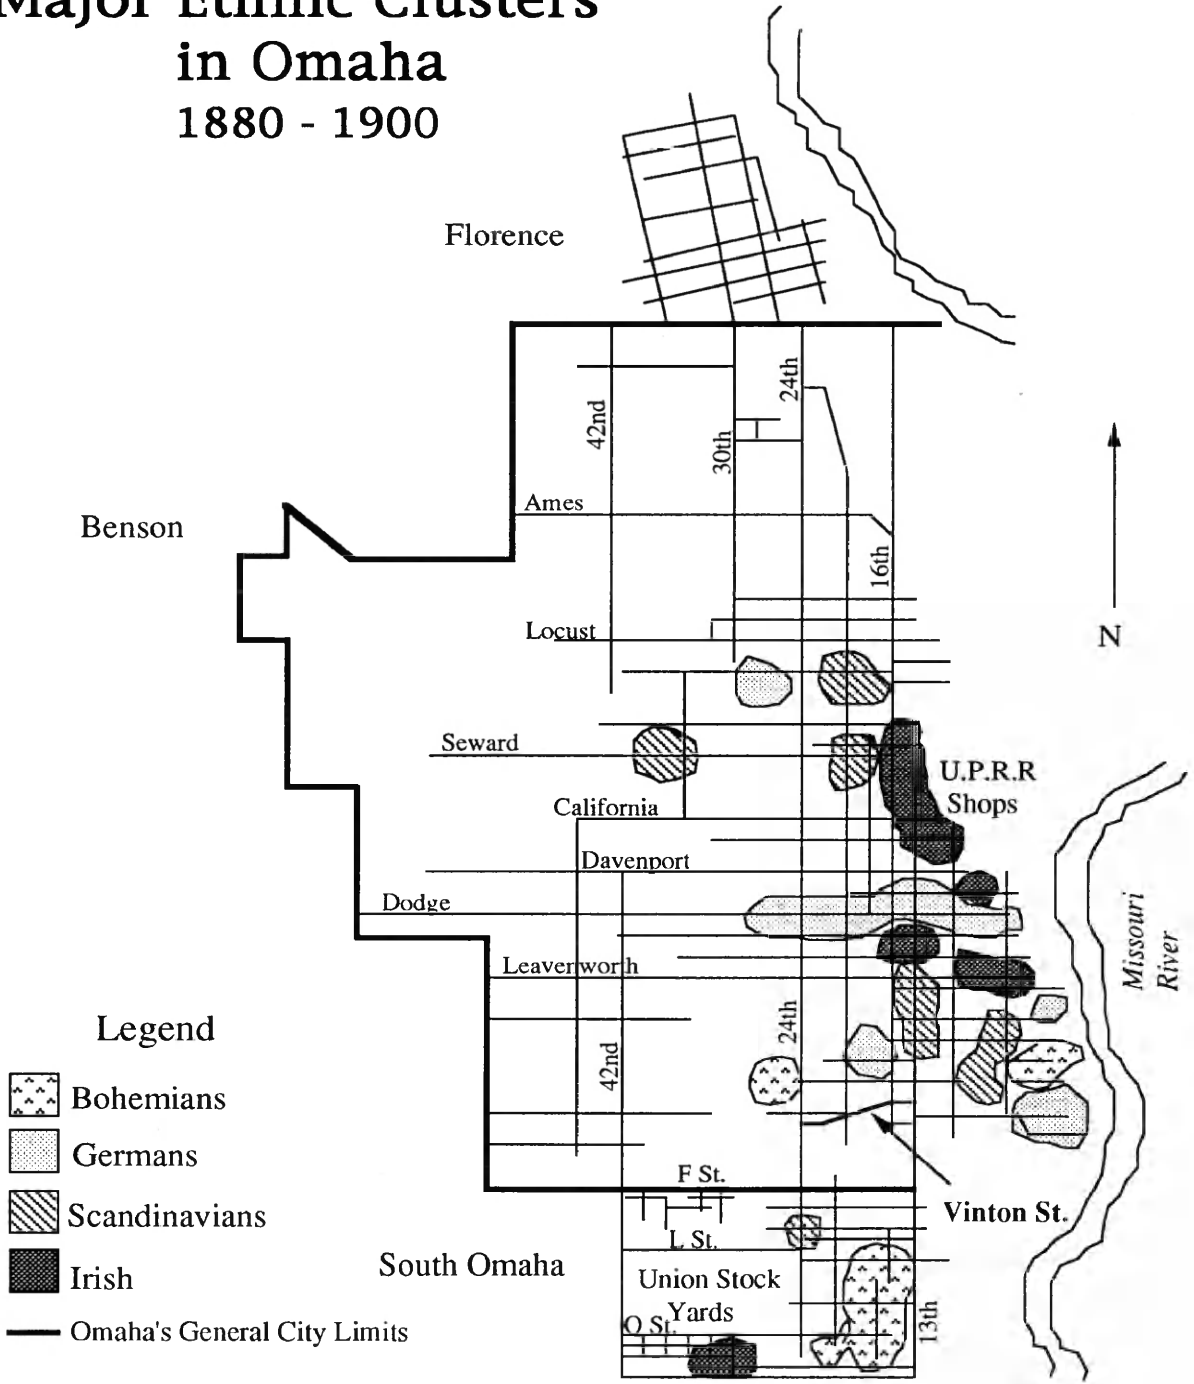 Major Ethnic Clusters
in Omaha
1880 - 1900
Florence
24th
42nd
30th
Ames
Benson
16th
Locust
N
Seward
U.P.R.R
Shops
California
Davenport
Dodge
Missouri
River
Leavenworth
24th
42nd
Legend
Bohemians
Germans
Scandinavians
Irish
Omaha's General City Limits
F St.
Vinton St.
L St.
South Omaha
Union Stock
Yards
Q St.
13th